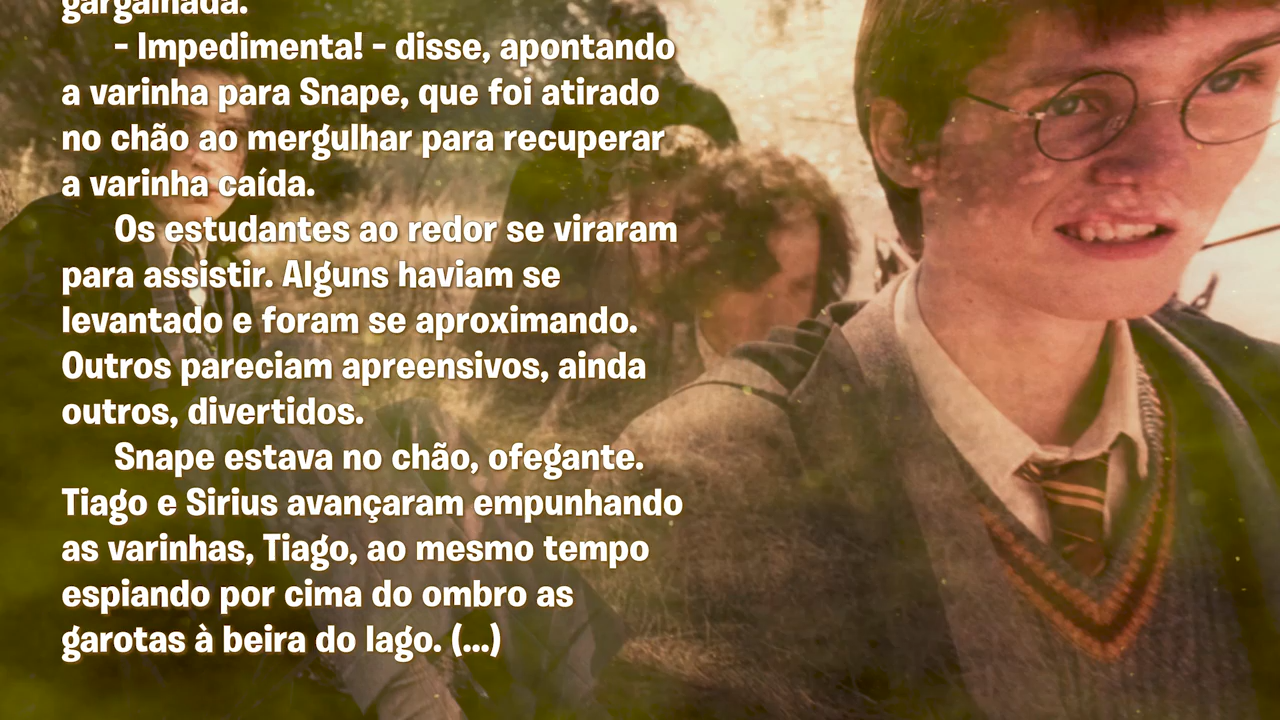 gargalhada.
- Impedimenta! - disse, apontando
a varinha para Snape, que foi atirado
no chão ao mergulhar para recuperar
a varinha caída.
Os estudantes ao redor se viraram
para assistir. Alguns haviam se
levantado e foram se aproximando.
Outros pareciam apreensivos, ainda
outros, divertidos.
Snape estava no chão, ofegante.
Tiago e Sirius avançaram empunhando
as varinhas, Tiago, ao mesmo tempo
espiando por cima do ombro as
garotas à beira do lago. (...)